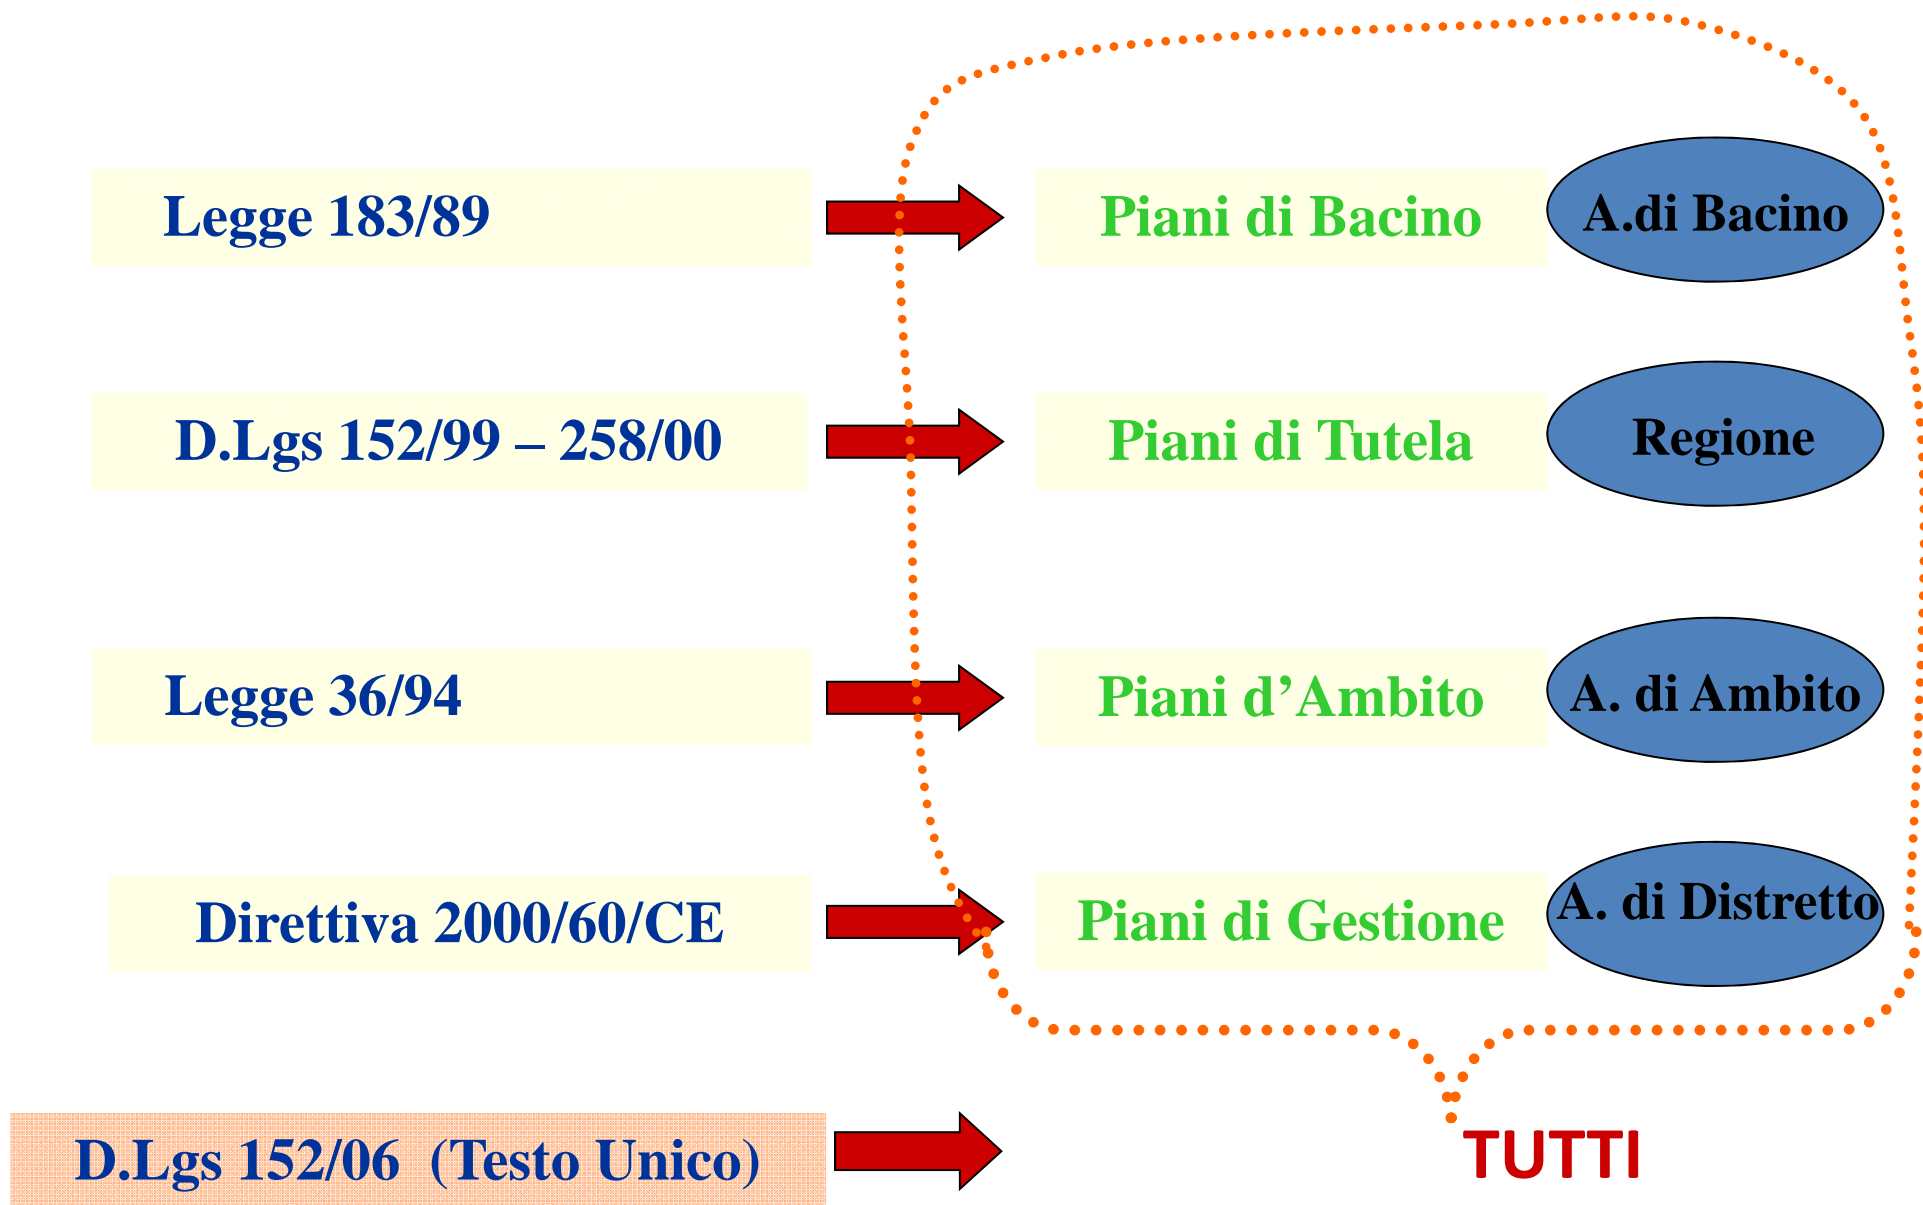 Legge 183/89
Piani di Bacino
A.di Bacino
D.Lgs 152/99 – 258/00
Piani di Tutela
Regione
Legge 36/94
Piani d’Ambito
A. di Ambito
Direttiva 2000/60/CE
Piani di Gestione
A. di Distretto
D.Lgs 152/06 (Testo Unico)
TUTTI